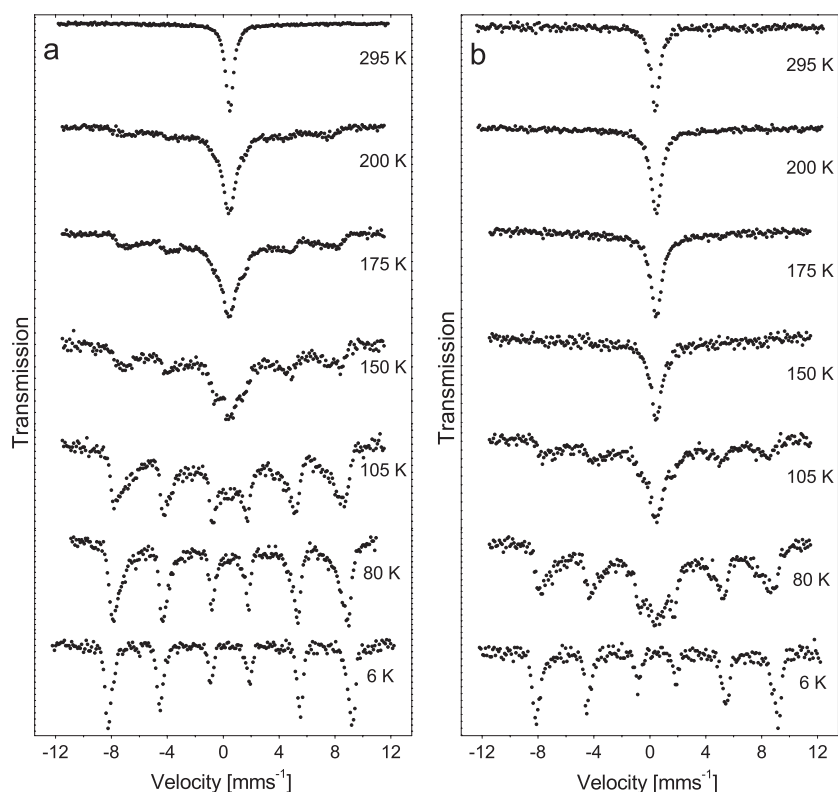 a
295 K
200 K
175 K
150 K
105 K
80 K
6 K
Transmission
-12 -8 -4 0 4 8 12
Velocity [mms-1]
b
295 K
200 K
175 K
150 K
105 K
80 K
6 K
Transmission
-12 -8 -4 0 4 8 12
Velocity [mms-1]